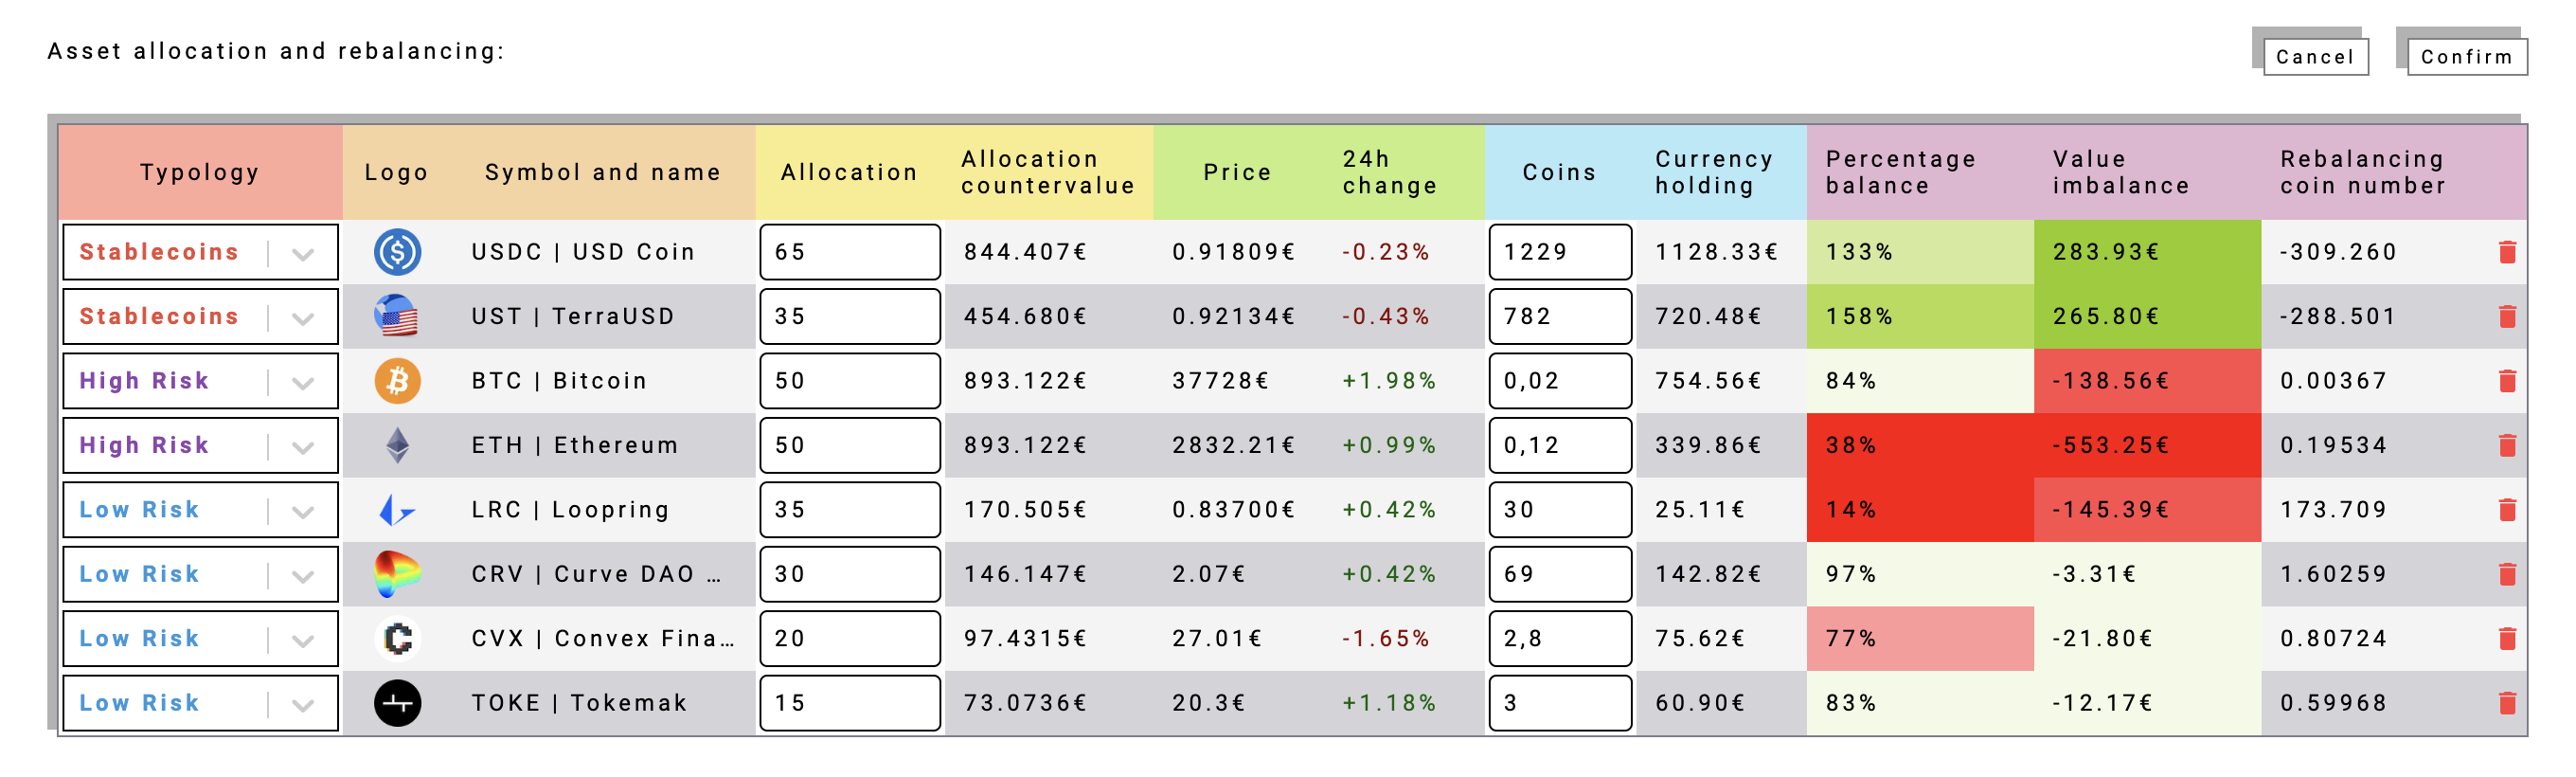 Asset allocation and rebalancing:
Cancel
Confirm
Typology Logo Symbol and name Allocation Allocation countervalue Price 24h change Coins Currency holding Percentage balance Value imbalance Rebalancing coin number
Stablecoins USDC | USD Coin 65 844.407€ 0.91809€ -0.23% 1229 1128.33€ 133% 283.93€ -309.260
Stablecoins UST | TerraUSD 35 454.680€ 0.92134€ -0.43% 782 720.48€ 158% 265.80€ -288.501
High Risk BTC | Bitcoin 50 893.122€ 37728€ +1.98% 0,02 754.56€ 84% -138.56€ 0.00367
High Risk ETH | Ethereum 50 893.122€ 2832.21€ +0.99% 0,12 339.86€ 38% -553.25€ 0.19534
Low Risk LRC | Loopring 35 170.505€ 0.83700€ +0.42% 30 25.11€ 14% -145.39€ 173.709
Low Risk CRV | Curve DAO ... 30 146.147€ 2.07€ +0.42% 69 142.82€ 97% -3.31€ 1.60259
Low Risk CVX | Convex Fina... 20 97.4315€ 27.01€ -1.65% 2,8 75.62€ 77% -21.80€ 0.80724
Low Risk TOKE | Tokemak 15 73.0736€ 20.3€ +1.18% 3 60.90€ 83% -12.17€ 0.59968